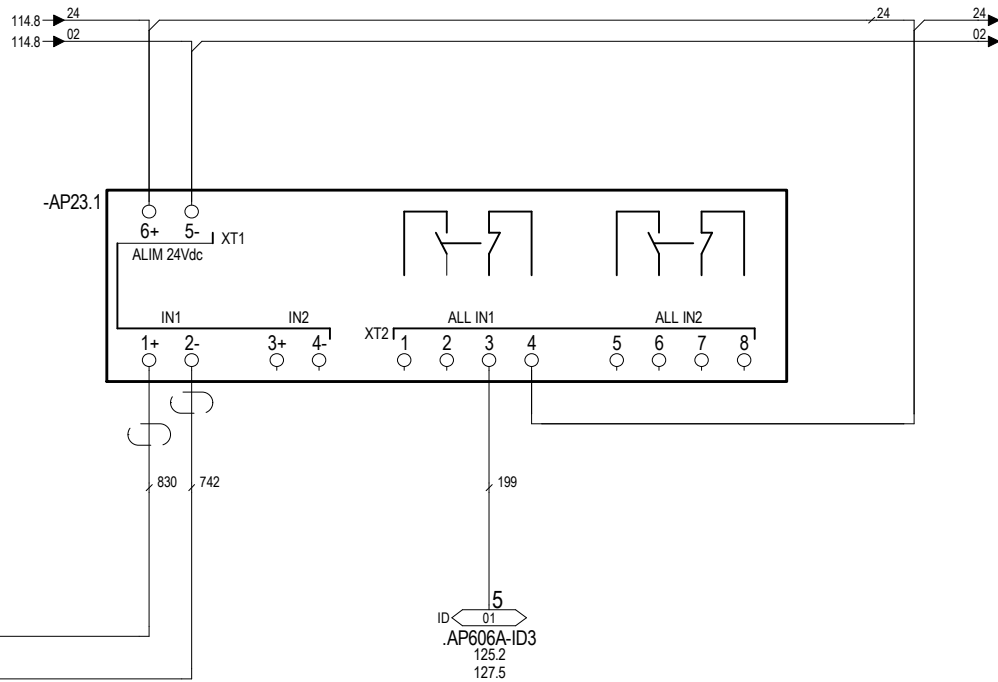 114.8 24 24 24
114.8 02 02
-AP23.1
6+ 5- XT1
ALIM 24Vdc
IN1 IN2 ALL IN1 ALL IN2
XT2
1+ 2- 3+ 4- 1 2 3 4 5 6 7 8
830 742 199
5
ID 01
.AP606A-ID3
125.2
127.5